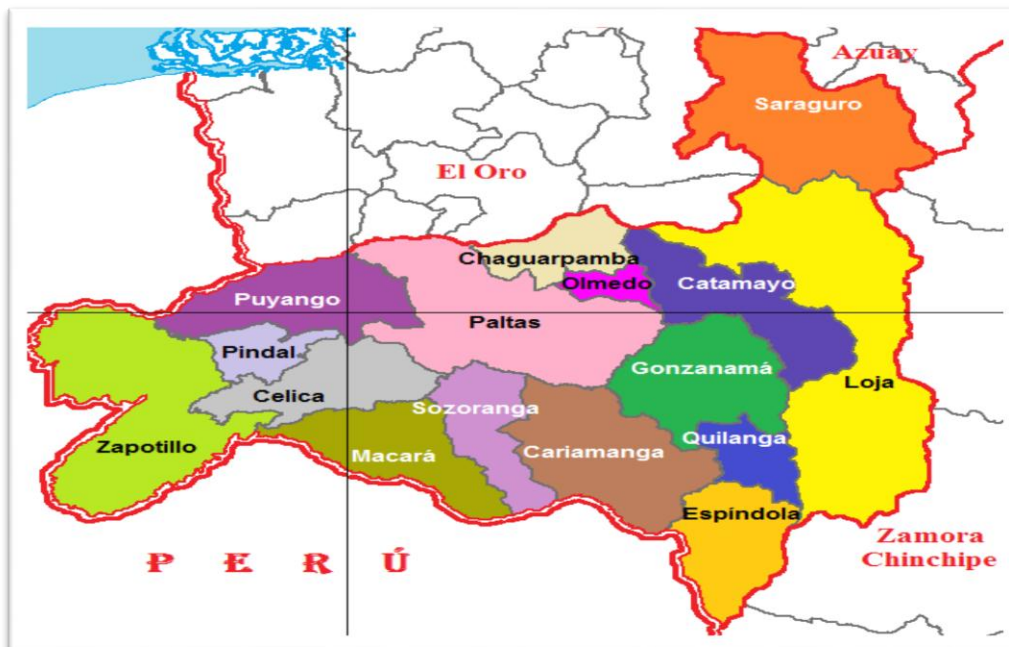 Azuay
Saraguro
El Oro
Chaguarpamba
Olmedo
Catamayo
Puyango
Paltas
Pindal
Gonzanamá
Loja
Celica
Sozoranga
Zapotillo
Macará
Cariamanga
Quilanga
Espíndola
Zamora
Chinchipe
PERÚ